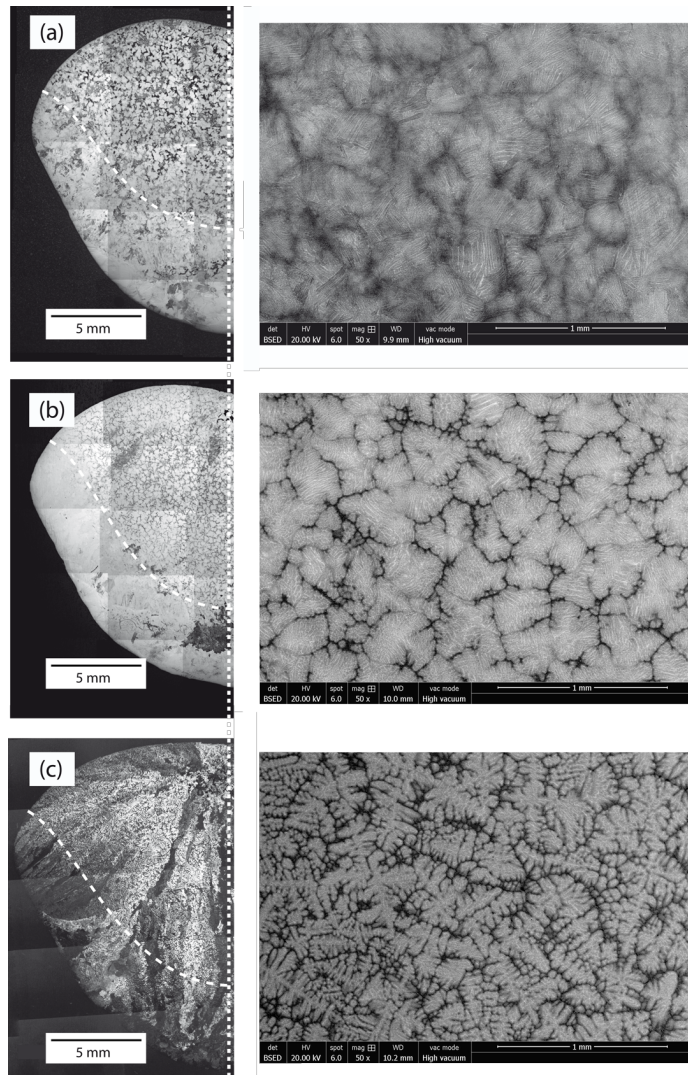 (a)
5 mm
det HV spot mag WD vac mode 1 mm
BSED 20.00 kV 6.0 50 x 9.9 mm High vacuum
(b)
5 mm
det HV spot mag WD vac mode 1 mm
BSED 20.00 kV 6.0 50 x 10.0 mm High vacuum
(c)
5 mm
det HV spot mag WD vac mode 1 mm
BSED 20.00 kV 6.0 50 x 10.2 mm High vacuum